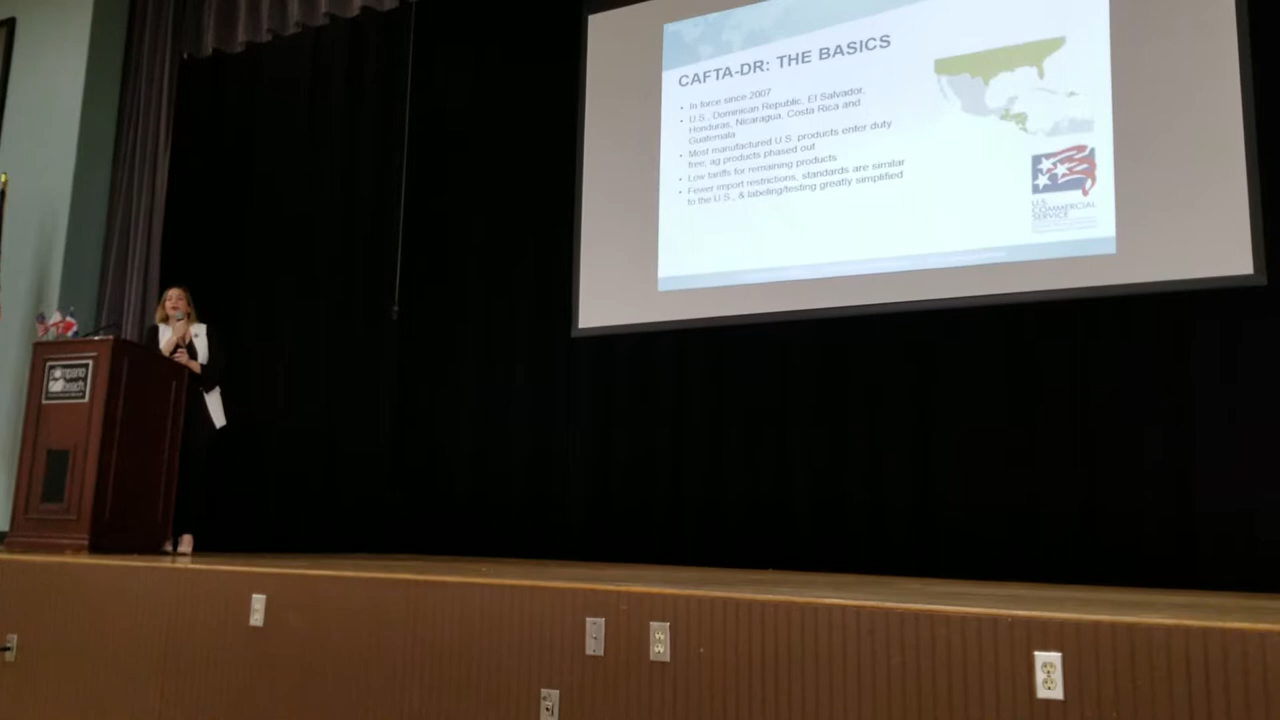 CAFTA-DR: THE BASICS
• In force since 2007
• U.S., Dominican Republic, El Salvador,
Honduras, Nicaragua, Costa Rica and
Guatemala
• Most manufactured U.S. products enter duty
free; ag products phased out
• Low tariffs for remaining products
• Fewer import restrictions, standards are similar
to the U.S., & labeling/testing greatly simplified
U.S.
COMMERCIAL
SERVICE
pompano
beach